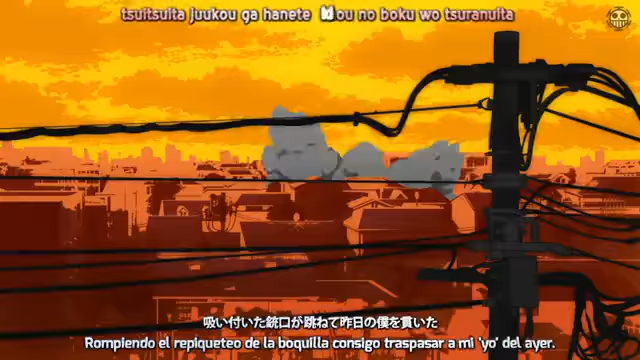 tsuitsuita juukou ga hanete kinou no boku wo tsuranuita
吸い付いた銃口が跳ねて昨日の僕を貫いた
Rompiendo el repiqueteo de la boquilla consigo traspasar a mi 'yo' del ayer.